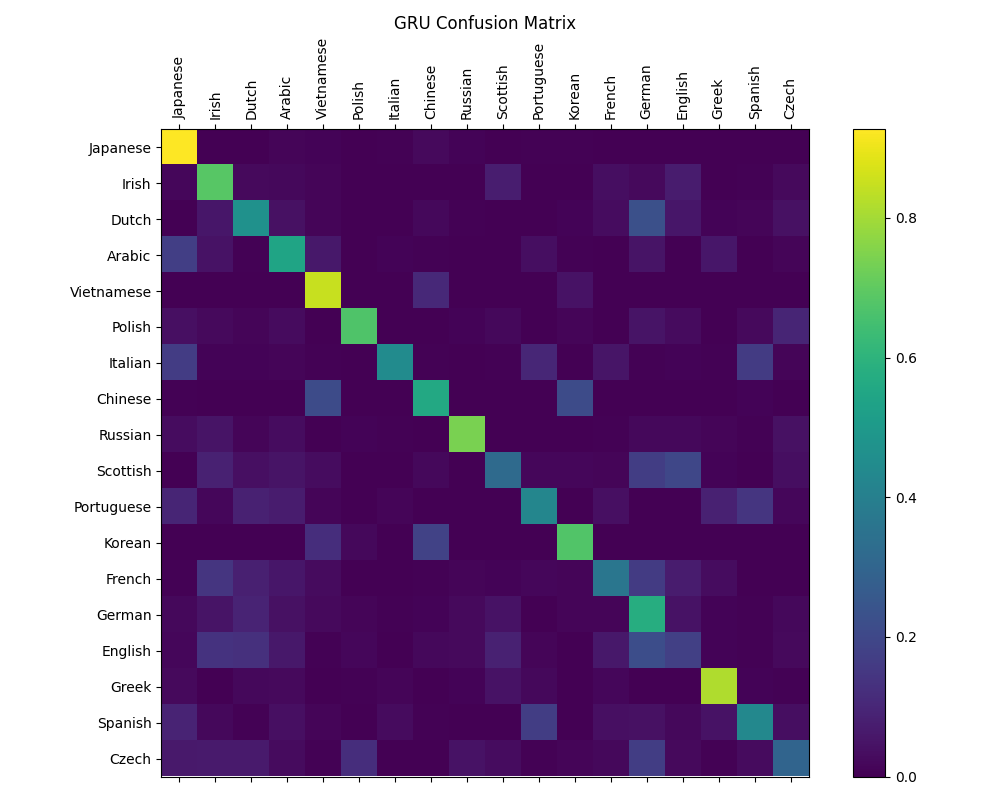 GRU Confusion Matrix
Japanese
Irish
Dutch
Arabic
Vietnamese
Polish
Italian
Chinese
Russian
Scottish
Portuguese
Korean
French
German
English
Greek
Spanish
Czech
Japanese
Irish
Dutch
Arabic
Vietnamese
Polish
Italian
Chinese
Russian
Scottish
Portuguese
Korean
French
German
English
Greek
Spanish
Czech
0.8
0.6
0.4
0.2
0.0